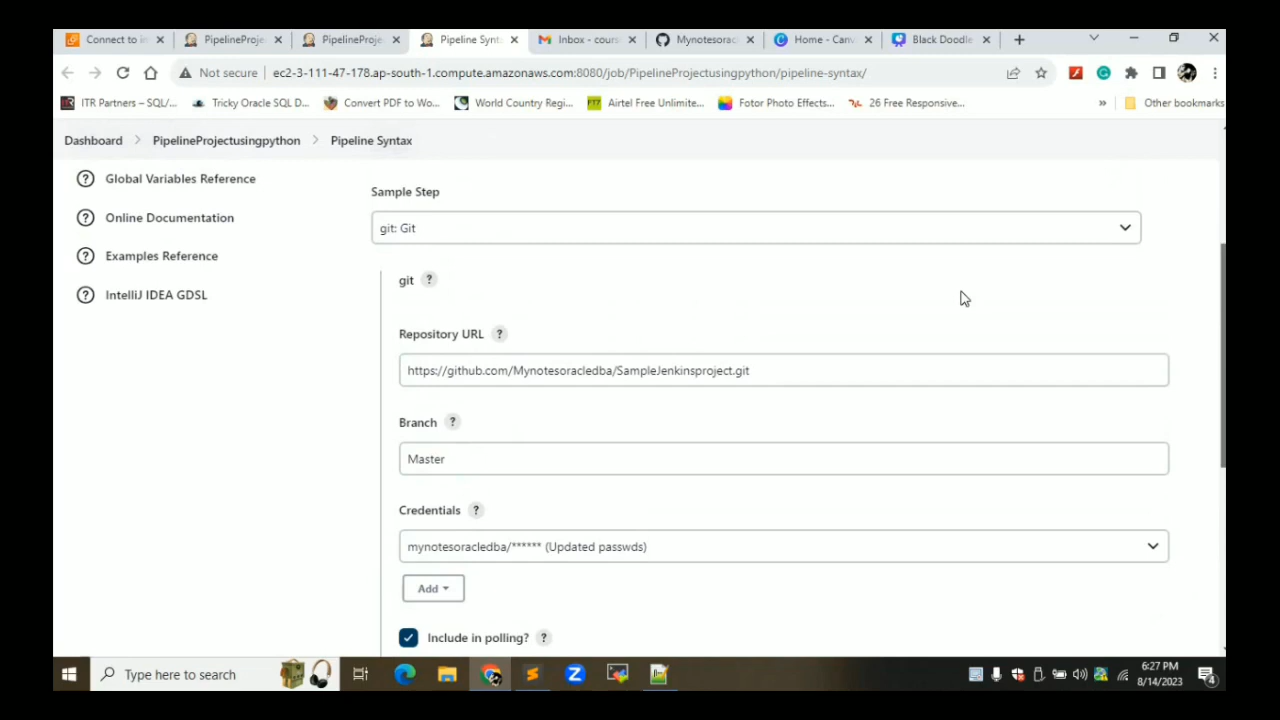 Connect to in
PipelineProje
PipelineProje
Pipeline Synt
Inbox - cours
Mynotesorac
Home - Canv
Black Doodle
Not secure
ec2-3-111-47-178.ap-south-1.compute.amazonaws.com:8080/job/PipelineProjectusingpython/pipeline-syntax/
ITR Partners – SQL/...
Tricky Oracle SQL D...
Convert PDF to Wo...
World Country Regi...
Airtel Free Unlimite...
Fotor Photo Effects...
26 Free Responsive...
»
Other bookmarks
Dashboard > PipelineProjectusingpython > Pipeline Syntax
Global Variables Reference
Online Documentation
Examples Reference
IntelliJ IDEA GDSL
Sample Step
git: Git
git ?
Repository URL ?
https://github.com/Mynotesoracledba/SampleJenkinsproject.git
Branch ?
Master
Credentials ?
mynotesoracledba/****** (Updated passwds)
Add
Include in polling? ?
Type here to search
6:27 PM
8/14/2023
4